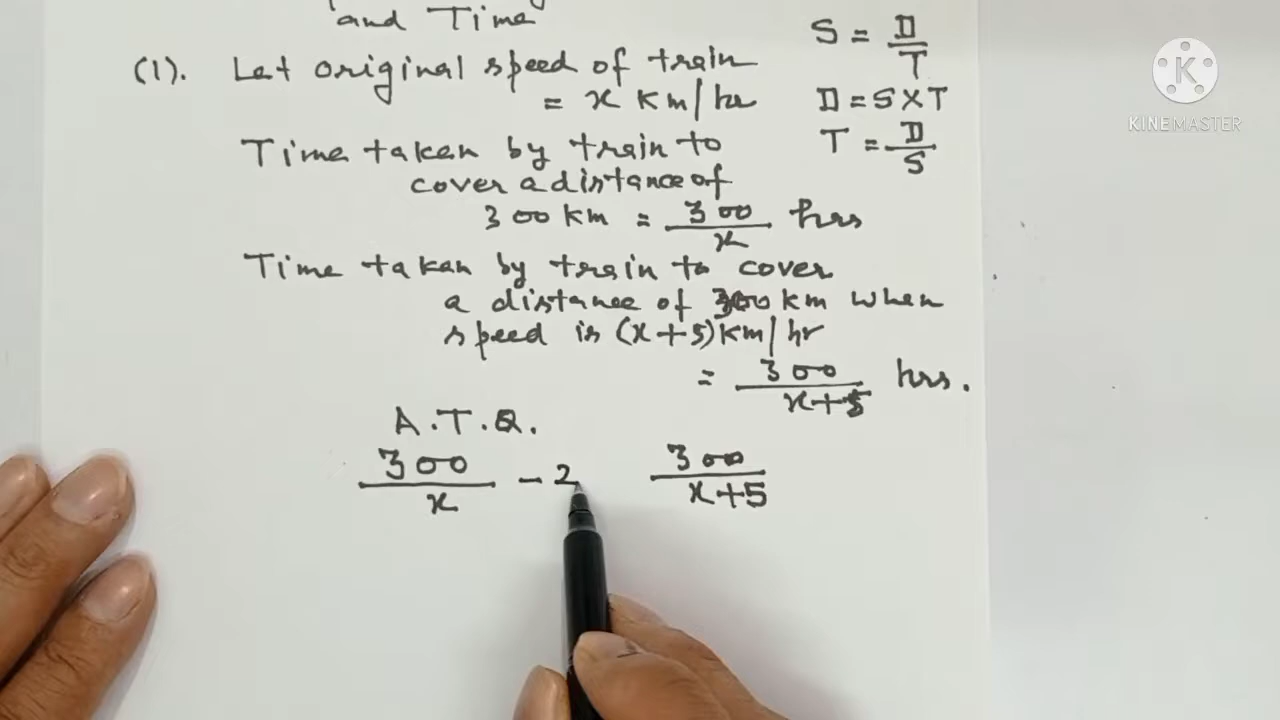 and Time
(1). Let original speed of train
= x km/hr
Time taken by train to
cover a distance of
300 km = 300/x hrs
Time taken by train to cover
a distance of 300 km when
speed is (x+5) km/hr
= 300/x+5 hrs.
A.T.Q.
300/x - 2 300/x+5
S = D/T
D = S X T
T = D/S
KINEMASTER